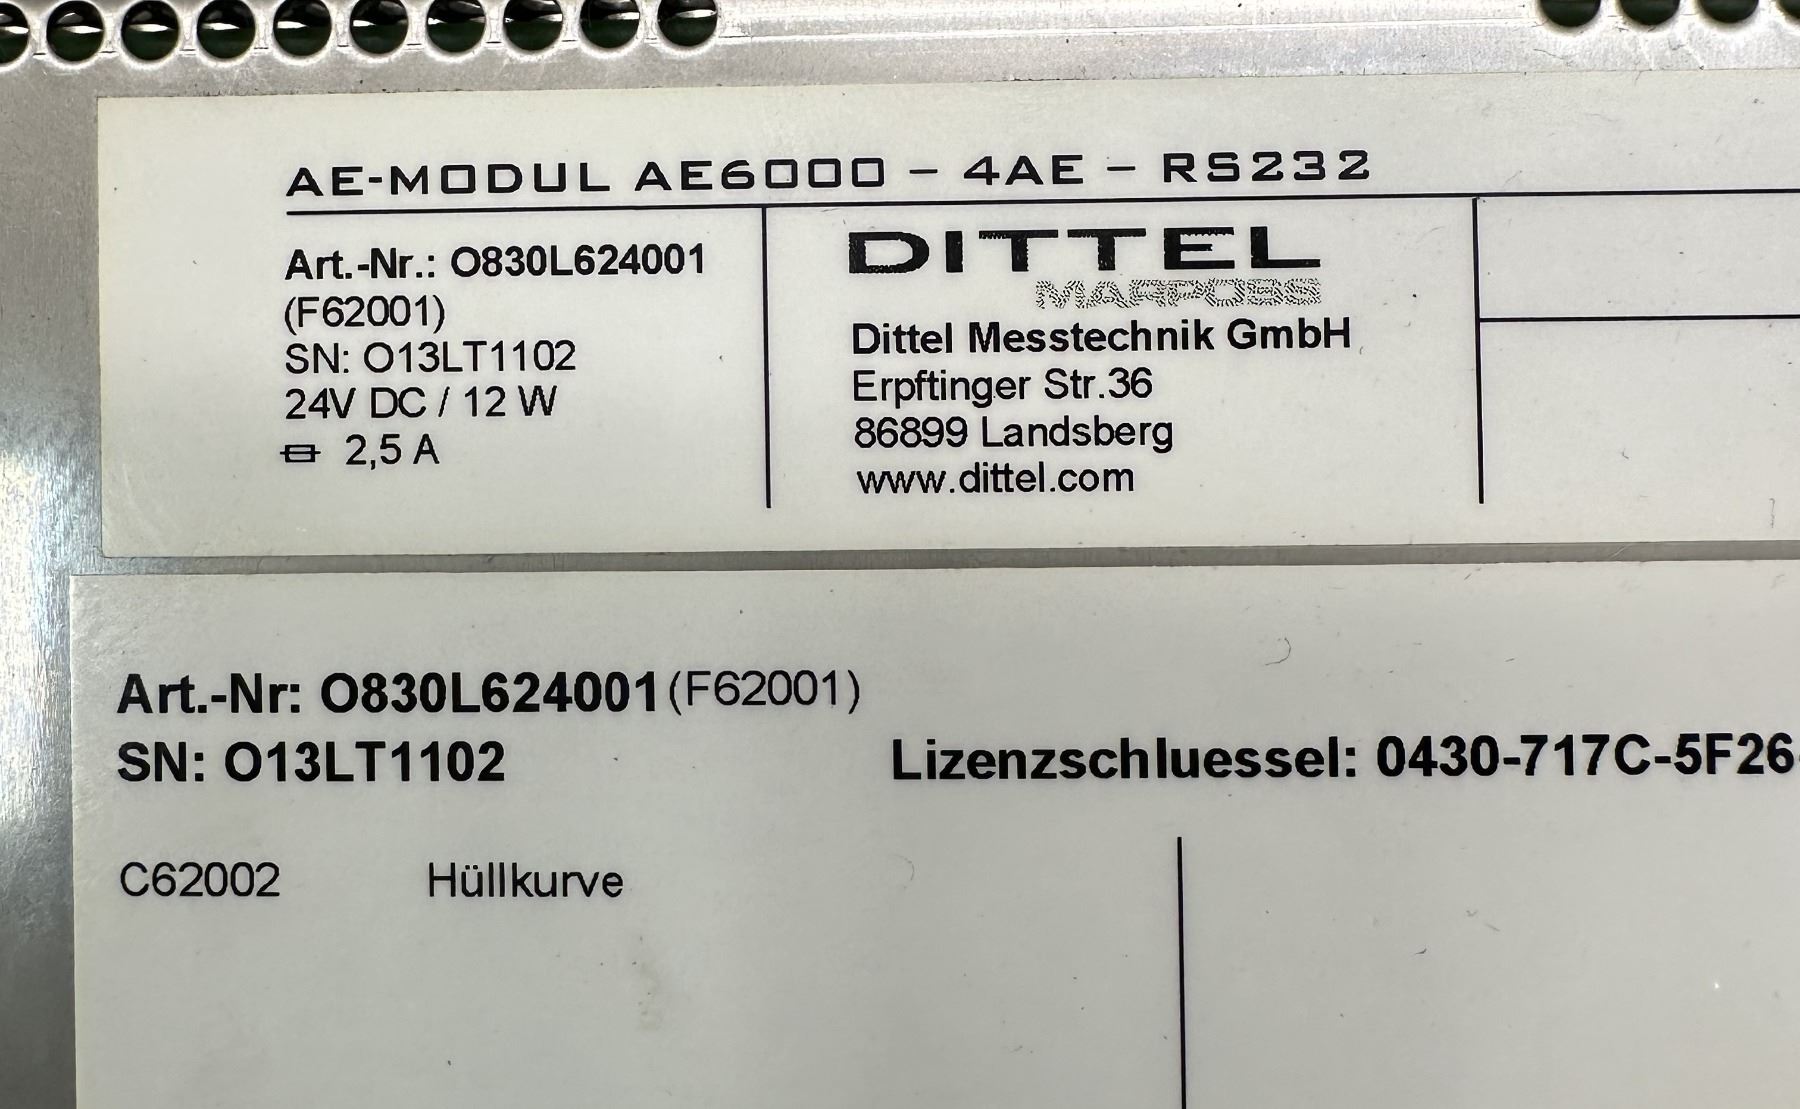 AE-MODUL AE6000 – 4AE – RS232
Art.-Nr.: O830L624001
(F62001)
SN: O13LT1102
24V DC / 12 W
2,5 A
DITTEL
MARPOSS
Dittel Messtechnik GmbH
Erpftinger Str.36
86899 Landsberg
www.dittel.com
Art.-Nr: O830L624001 (F62001)
SN: O13LT1102
Lizenzschluessel: 0430-717C-5F26-
C62002 Hüllkurve